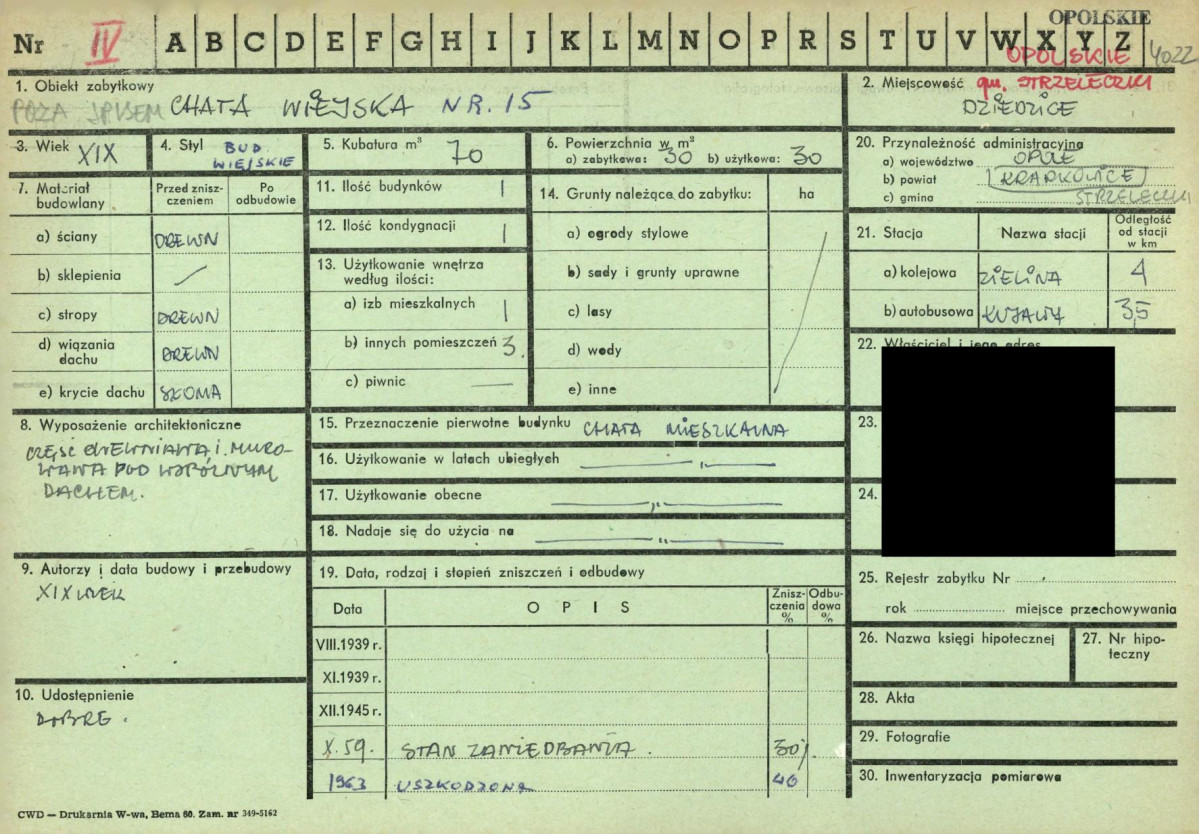 OPOLSKIE
Nr IV A B C D E F G H I J K L M N O P R S T U V W X Y Z
OPOLSKIE 4022
1. Obiekt zabytkowy
POZA SPISEM CHATA WIEJSKA NR. 15
2. Miejscowość gm. STRZELECZKI
DZIEDZICE
3. Wiek XIX
4. Styl BUD. WIEJSKIE
5. Kubatura m³ 70
6. Powierzchnia w m²
a) zabytkowa: 30 b) użytkowa: 30
20. Przynależność administracyjna
a) województwo OPOLE
b) powiat KRAPKOWICE
c) gmina STRZELECZKI
7. Materiał budowlany
Przed zniszczeniem
Po odbudowie
a) ściany DREWN
b) sklepienia
c) stropy DREWN
d) wiązania dachu DREWN
e) krycie dachu SŁOMA
11. Ilość budynków 1
12. Ilość kondygnacji 1
13. Użytkowanie wnętrza
według ilości:
a) izb mieszkalnych 1
b) innych pomieszczeń 3.
c) piwnic —
14. Grunty należące do zabytku: ha
a) ogrody stylowe
b) sady i grunty uprawne
c) lasy
d) wody
e) inne
21. Stacja
Nazwa stacji
Odległość od stacji w km
a) kolejowa ZIELINA 4
b) autobusowa KUJAWY 3,5
22. Właściciel i jego adres
23.
24.
8. Wyposażenie architektoniczne
CZĘŚĆ DREWNIANA I MURO-
WANA POD WSPÓLNYM
DACHEM.
15. Przeznaczenie pierwotne budynku CHATA MIESZKALNA
16. Użytkowanie w latach ubiegłych — „ —
17. Użytkowanie obecne — „ —
18. Nadaje się do użycia na — „ —
9. Autorzy i data budowy i przebudowy
XIX WIEK
19. Data, rodzaj i stopień zniszczeń i odbudowy
Data
O P I S
Znisz-
czenia
%
Odbu-
dowa
%
VIII.1939 r.
XI.1939 r.
XII.1945 r.
X.59. STAN ZANIEDBANIA. 30%
1963 USZKODZONA 40
10. Udostępnienie
DOBRE.
25. Rejestr zabytku Nr
rok miejsce przechowywania
26. Nazwa księgi hipotecznej
27. Nr hipo-
teczny
28. Akta
29. Fotografie
30. Inwentaryzacja pomiarowa
CWD — Drukarnia W-wa, Bema 60. Zam. nr 349-5162